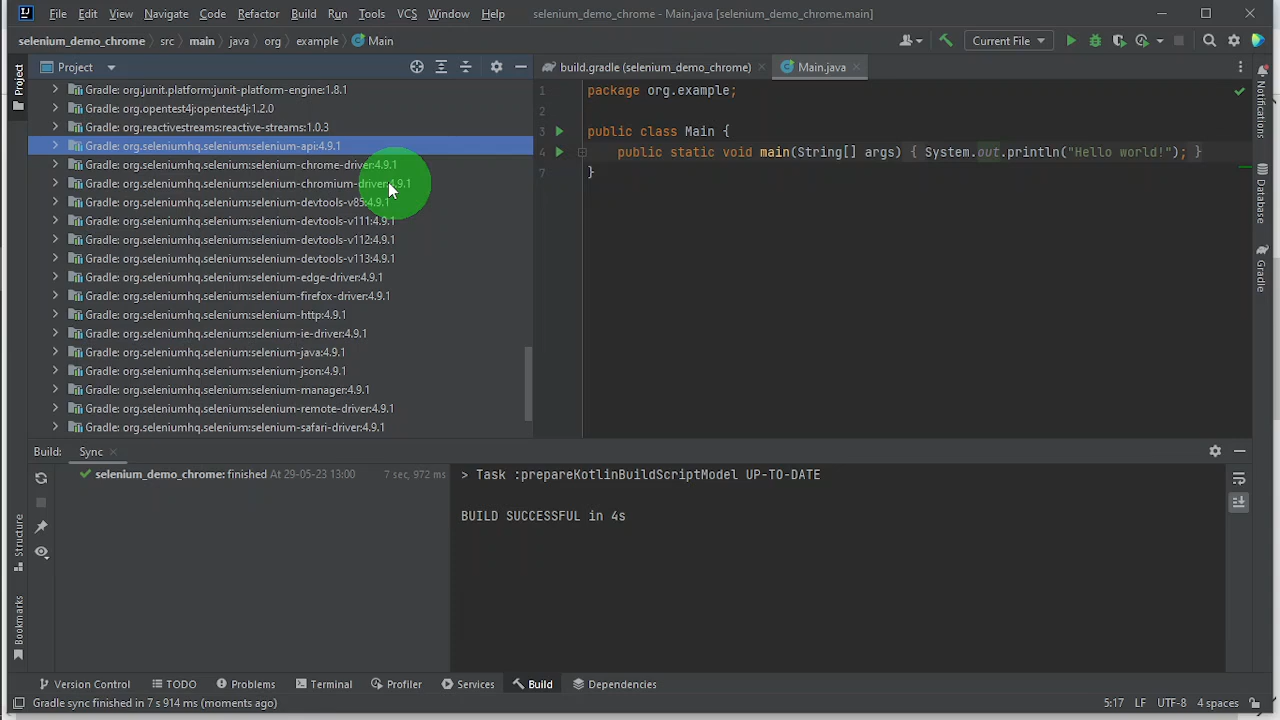 File Edit View Navigate Code Refactor Build Run Tools VCS Window Help selenium_demo_chrome - Main.java [selenium_demo_chrome.main]
selenium_demo_chrome src main java org example Main Current File
Project
build.gradle (selenium_demo_chrome) Main.java
Gradle: org.junit.platform:junit-platform-engine:1.8.1
Gradle: org.opentest4j:opentest4j:1.2.0
Gradle: org.reactivestreams:reactive-streams:1.0.3
Gradle: org.seleniumhq.selenium:selenium-api:4.9.1
Gradle: org.seleniumhq.selenium:selenium-chrome-driver:4.9.1
Gradle: org.seleniumhq.selenium:selenium-chromium-driver:4.9.1
Gradle: org.seleniumhq.selenium:selenium-devtools-v85:4.9.1
Gradle: org.seleniumhq.selenium:selenium-devtools-v111:4.9.1
Gradle: org.seleniumhq.selenium:selenium-devtools-v112:4.9.1
Gradle: org.seleniumhq.selenium:selenium-devtools-v113:4.9.1
Gradle: org.seleniumhq.selenium:selenium-edge-driver:4.9.1
Gradle: org.seleniumhq.selenium:selenium-firefox-driver:4.9.1
Gradle: org.seleniumhq.selenium:selenium-http:4.9.1
Gradle: org.seleniumhq.selenium:selenium-ie-driver:4.9.1
Gradle: org.seleniumhq.selenium:selenium-java:4.9.1
Gradle: org.seleniumhq.selenium:selenium-json:4.9.1
Gradle: org.seleniumhq.selenium:selenium-manager:4.9.1
Gradle: org.seleniumhq.selenium:selenium-remote-driver:4.9.1
Gradle: org.seleniumhq.selenium:selenium-safari-driver:4.9.1
1 package org.example;
2
3 public class Main {
4 public static void main(String[] args) { System.out.println("Hello world!"); }
7 }
Project
Structure
Bookmarks
Notifications
Database
Gradle
Build: Sync
selenium_demo_chrome: finished At 29-05-23 13:00 7 sec, 972 ms
> Task :prepareKotlinBuildScriptModel UP-TO-DATE
BUILD SUCCESSFUL in 4s
Version Control TODO Problems Terminal Profiler Services Build Dependencies
Gradle sync finished in 7 s 914 ms (moments ago) 5:17 LF UTF-8 4 spaces